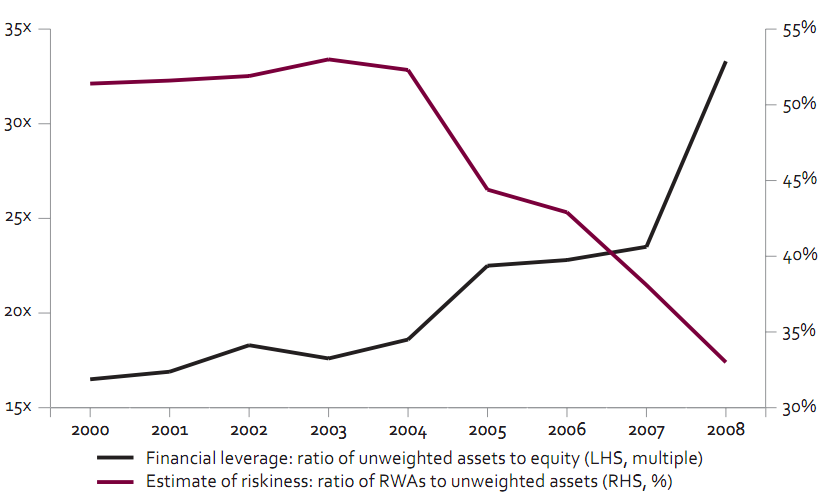 35x 55%
30x 50%
45%
25x
40%
20x
35%
15x 30%
2000 2001 2002 2003 2004 2005 2006 2007 2008
Financial leverage: ratio of unweighted assets to equity (LHS, multiple)
Estimate of riskiness: ratio of RWAs to unweighted assets (RHS, %)